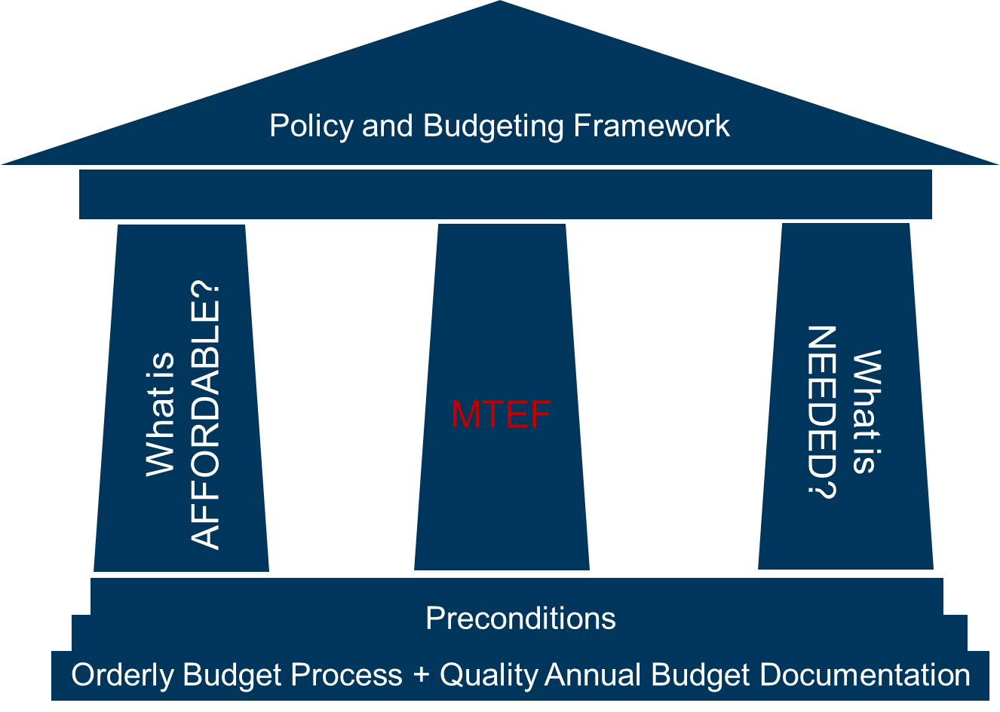 Policy and Budgeting Framework
What is
AFFORDABLE?
MTEF
What is
NEEDED?
Preconditions
Orderly Budget Process + Quality Annual Budget Documentation